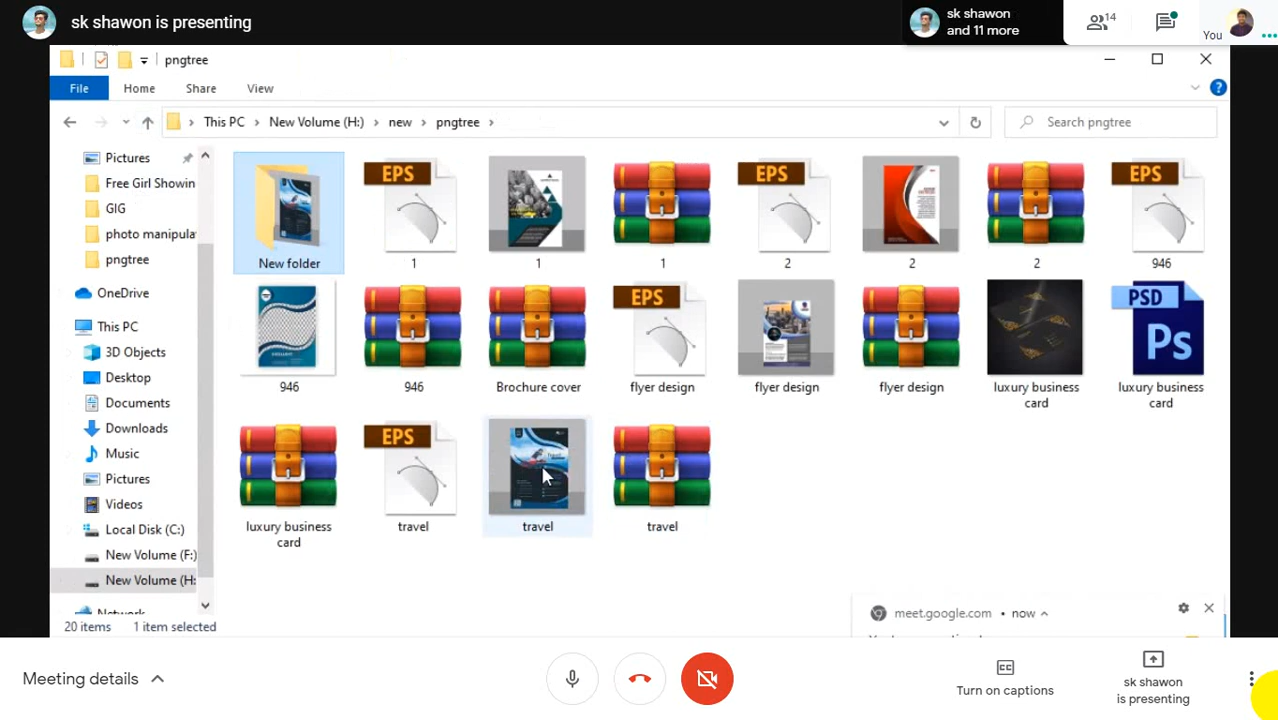 sk shawon is presenting
sk shawon
and 11 more
14
You
pngtree
File
Home
Share
View
This PC
New Volume (H:)
new
pngtree
Search pngtree
Pictures
Free Girl Showin
GIG
photo manipula
pngtree
OneDrive
This PC
3D Objects
Desktop
Documents
Downloads
Music
Pictures
Videos
Local Disk (C:)
New Volume (F:)
New Volume (H:
Network
New folder
EPS
1
1
1
EPS
2
2
2
EPS
946
946
946
Brochure cover
EPS
flyer design
flyer design
flyer design
luxury business
card
PSD
Ps
luxury business
card
luxury business
card
EPS
travel
travel
travel
20 items
1 item selected
meet.google.com • now
Meeting details
CC
Turn on captions
sk shawon
is presenting